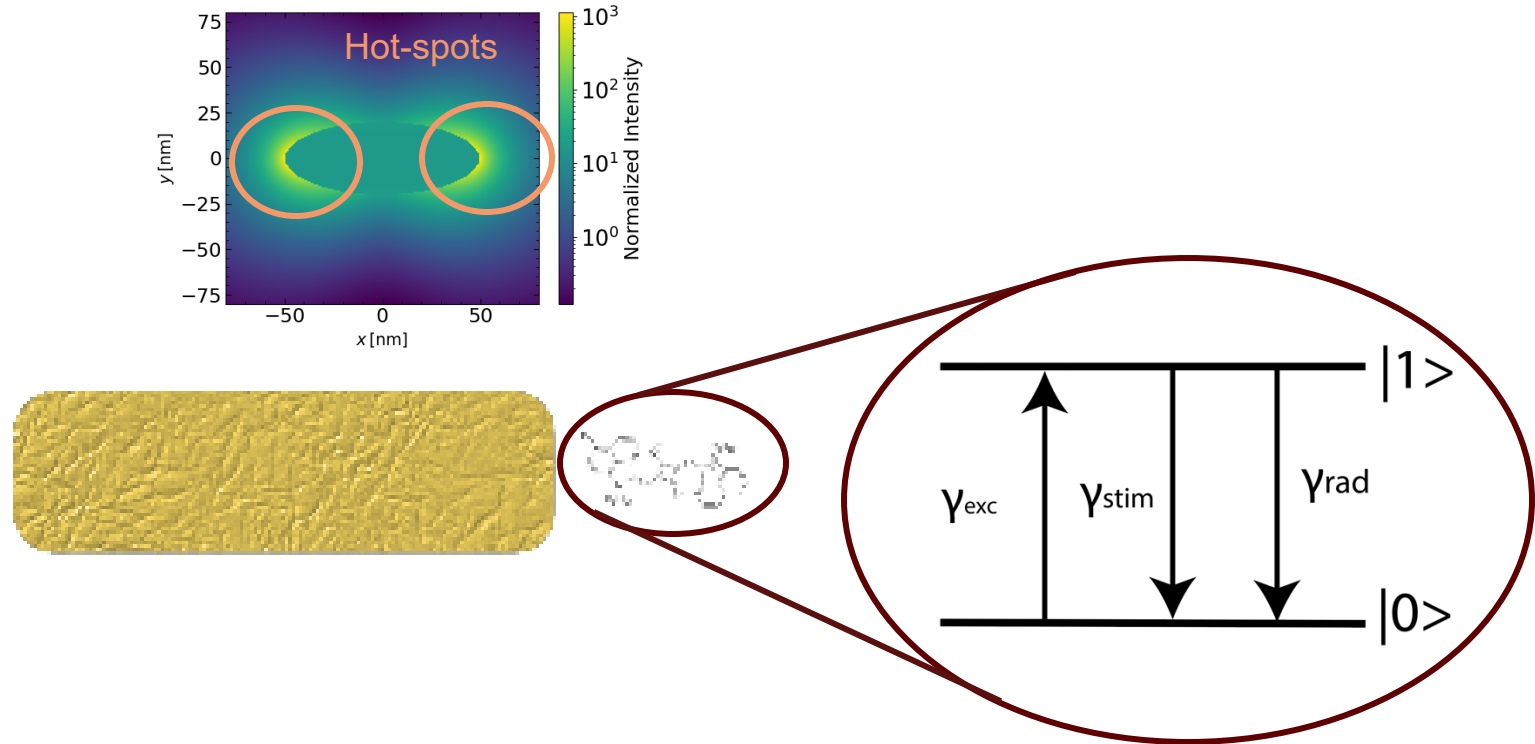 Hot-spots
75
50
25
0
−25
−50
−75
y [nm]
−50 0 50
x [nm]
10³
10²
10¹
10⁰
Normalized Intensity
|1>
γexc
γstim
γrad
|0>